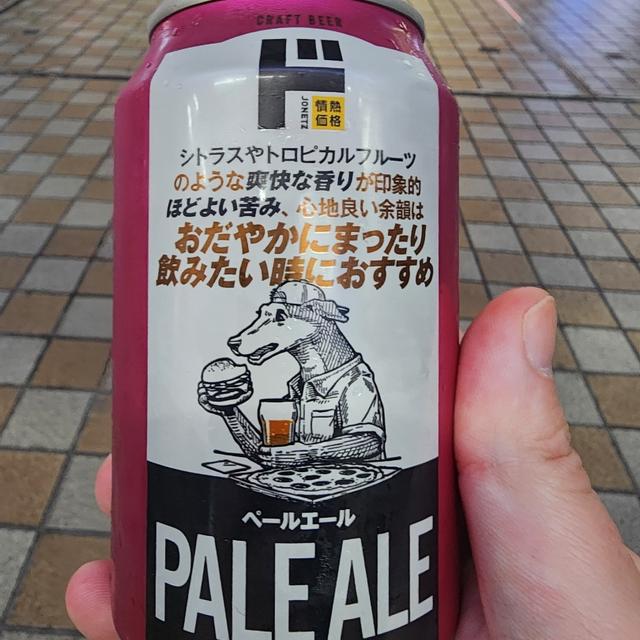 CRAFT BEER
ド
JONETZ
情熱
価格
シトラスやトロピカルフルーツ
のような爽快な香りが印象的
ほどよい苦み、心地良い余韻は
おだやかにまったり
飲みたい時におすすめ
ペールエール
PALE ALE